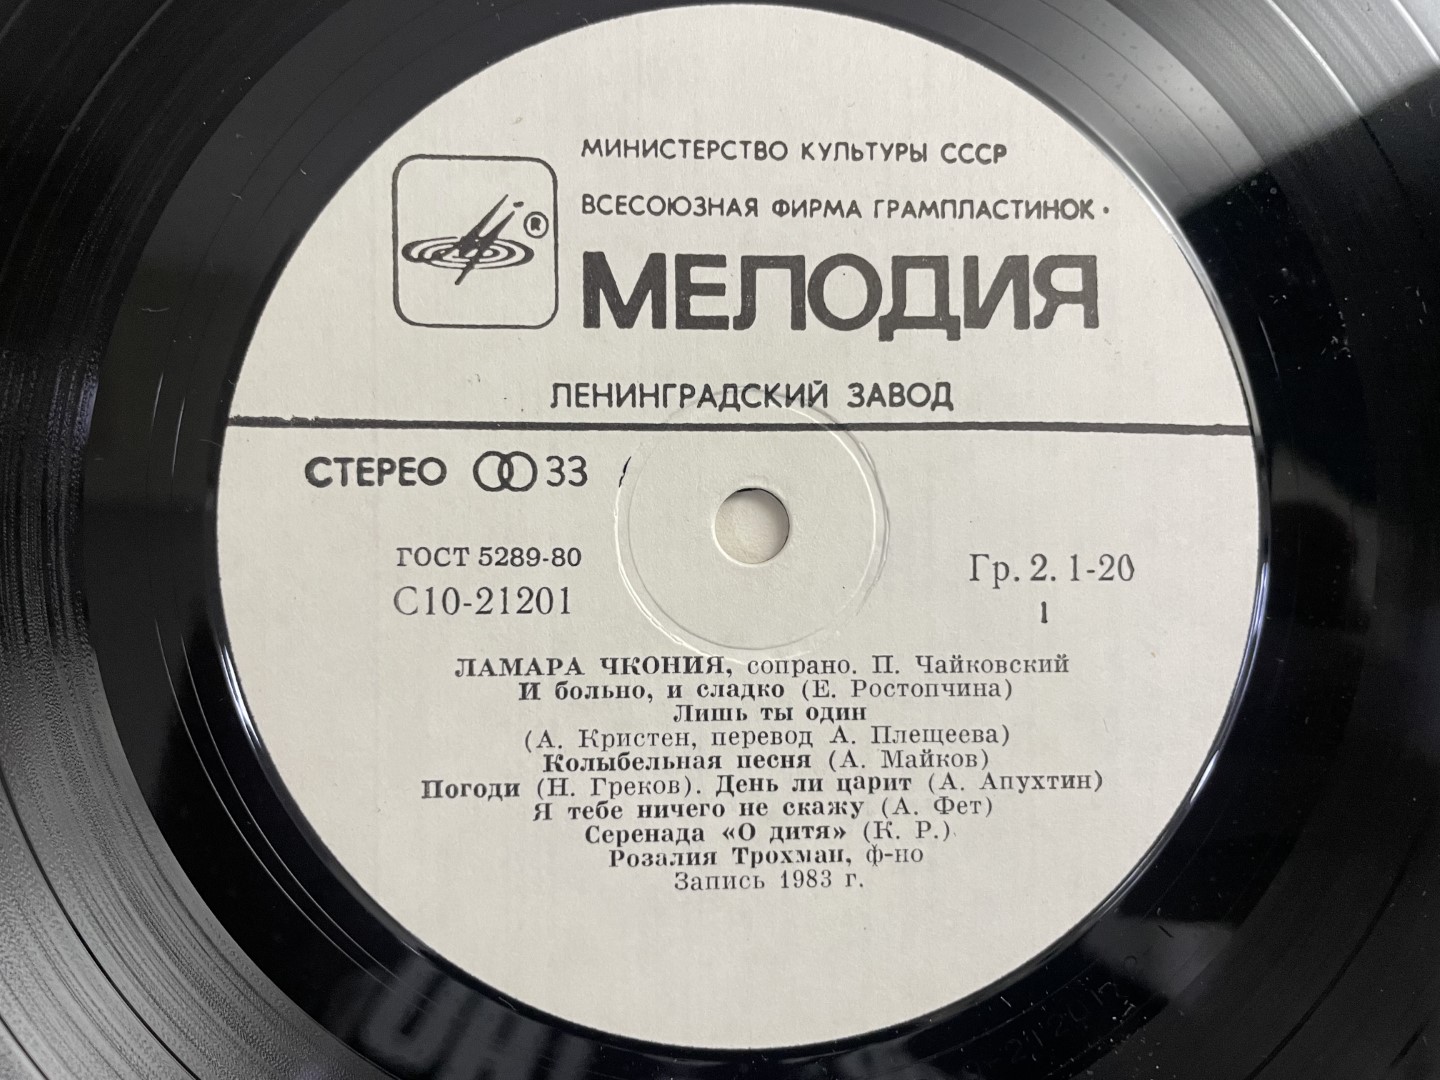 МИНИСТЕРСТВО КУЛЬТУРЫ СССР
ВСЕСОЮЗНАЯ ФИРМА ГРАМПЛАСТИНОК •
®
МЕЛОДИЯ
ЛЕНИНГРАДСКИЙ ЗАВОД
СТЕРЕО 33
ГОСТ 5289-80
С10-21201
Гр. 2. 1-20
1
ЛАМАРА ЧКОНИЯ, сопрано. П. Чайковский
И больно, и сладко (Е. Ростопчина)
Лишь ты один
(А. Кристен, перевод А. Плещеева)
Колыбельная песня (А. Майков)
Погоди (Н. Греков). День ли царит (А. Апухтин)
Я тебе ничего не скажу (А. Фет)
Серенада «О дитя» (К. Р.)
Розалия Трохман, ф-но
Запись 1983 г.